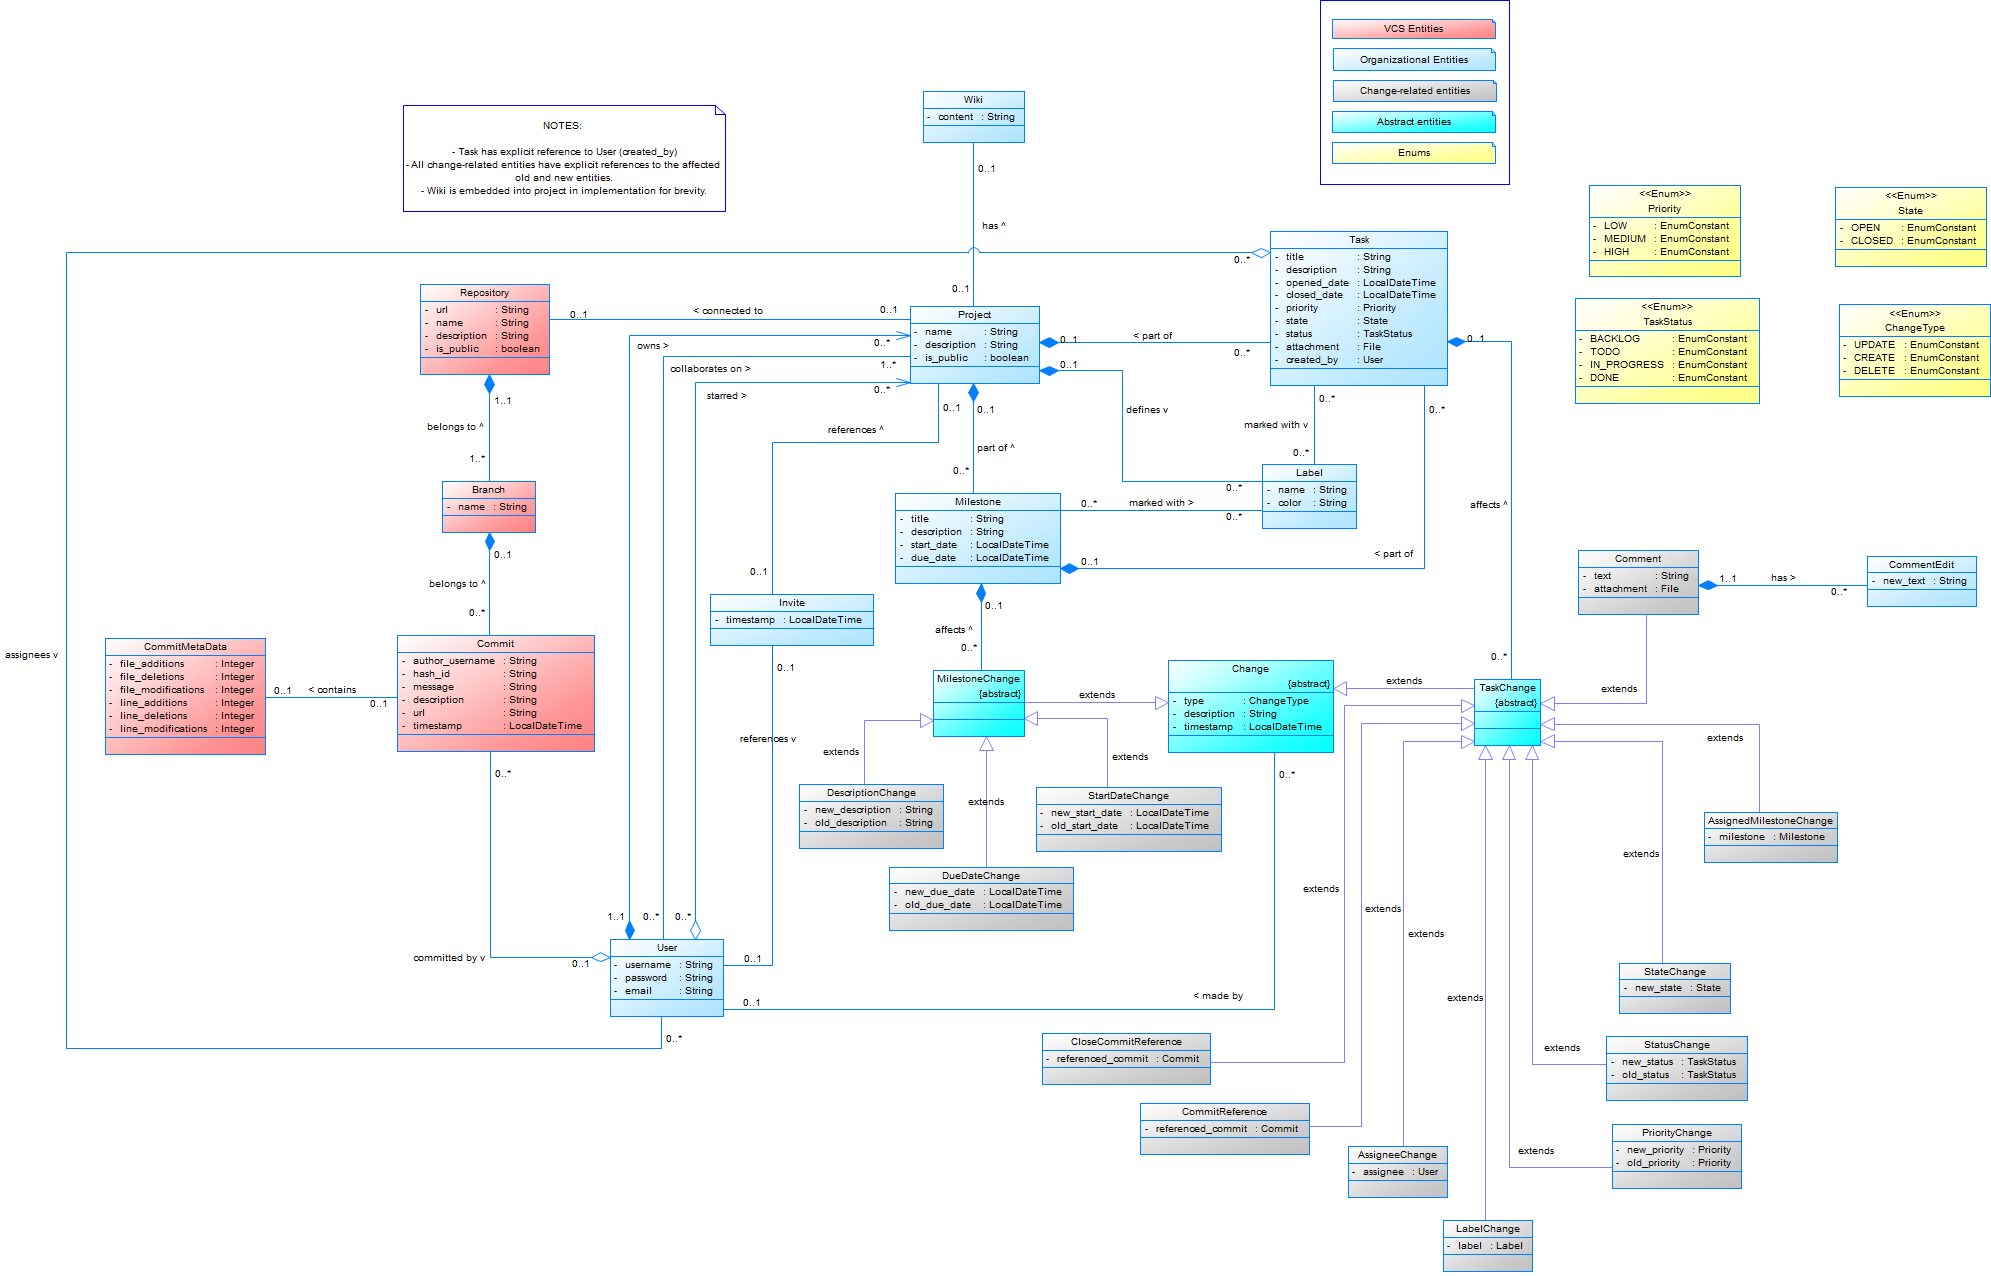 VCS Entities
Organizational Entities
Change-related entities
Abstract entities
Enums
NOTES:
- Task has explicit reference to User (created_by)
- All change-related entities have explicit references to the affected
old and new entities.
- Wiki is embedded into project in implementation for brevity.
Wiki
- content : String
0..1
has ^
0..1
<<Enum>>
Priority
- LOW : EnumConstant
- MEDIUM : EnumConstant
- HIGH : EnumConstant
<<Enum>>
State
- OPEN : EnumConstant
- CLOSED : EnumConstant
<<Enum>>
TaskStatus
- BACKLOG : EnumConstant
- TODO : EnumConstant
- IN_PROGRESS : EnumConstant
- DONE : EnumConstant
<<Enum>>
ChangeType
- UPDATE : EnumConstant
- CREATE : EnumConstant
- DELETE : EnumConstant
Task
- title : String
- description : String
- opened_date : LocalDateTime
- closed_date : LocalDateTime
- priority : Priority
- state : State
- status : TaskStatus
- attachment : File
- created_by : User
0..*
0..1
Repository
- url : String
- name : String
- description : String
- is_public : boolean
0..1
< connected to
0..1
Project
- name : String
- description : String
- is_public : boolean
owns >
0..*
collaborates on >
1..*
starred >
0..*
0..1
< part of
0..*
0..1
defines v
0..*
1..1
belongs to ^
1..*
0..1
references ^
0..1
0..1
part of ^
0..*
0..*
marked with v
0..*
0..*
Label
- name : String
- color : String
Branch
- name : String
0..1
belongs to ^
0..*
Milestone
- title : String
- description : String
- start_date : LocalDateTime
- due_date : LocalDateTime
0..*
marked with >
0..*
0..1
< part of
affects ^
0..*
Comment
- text : String
- attachment : File
1..1
has >
0..*
CommentEdit
- new_text : String
Invite
- timestamp : LocalDateTime
0..1
references v
0..1
0..1
affects ^
0..*
assignees v
CommitMetaData
- file_additions : Integer
- file_deletions : Integer
- file_modifications : Integer
- line_additions : Integer
- line_deletions : Integer
- line_modifications : Integer
0..1
< contains
0..1
Commit
- author_username : String
- hash_id : String
- message : String
- description : String
- url : String
- timestamp : LocalDateTime
0..*
committed by v
0..1
MilestoneChange
{abstract}
extends
Change
{abstract}
- type : ChangeType
- description : String
- timestamp : LocalDateTime
extends
TaskChange
{abstract}
extends
extends
extends
extends
extends
0..*
DescriptionChange
- new_description : String
- old_description : String
StartDateChange
- new_start_date : LocalDateTime
- old_start_date : LocalDateTime
DueDateChange
- new_due_date : LocalDateTime
- old_due_date : LocalDateTime
AssignedMilestoneChange
- milestone : Milestone
extends
extends
extends
extends
extends
1..1
0..*
0..*
User
- username : String
- password : String
- email : String
0..1
< made by
0..*
StateChange
- new_state : State
CloseCommitReference
- referenced_commit : Commit
extends
StatusChange
- new_status : TaskStatus
- old_status : TaskStatus
CommitReference
- referenced_commit : Commit
extends
PriorityChange
- new_priority : Priority
- old_priority : Priority
AssigneeChange
- assignee : User
LabelChange
- label : Label